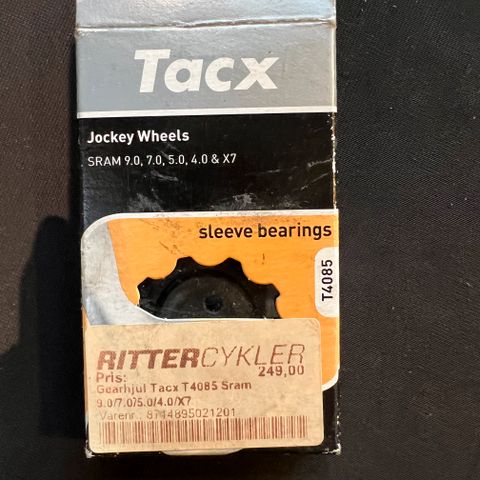 Tacx
Jockey Wheels
SRAM 9.0, 7.0, 5.0, 4.0 & X7
sleeve bearings
T4085
RITTERCYKLER
Pris: 249,00
Gearhjul Tacx T4085 Sram
9.0/7.0/5.0/4.0/X7
Varenr.: 8714895021201